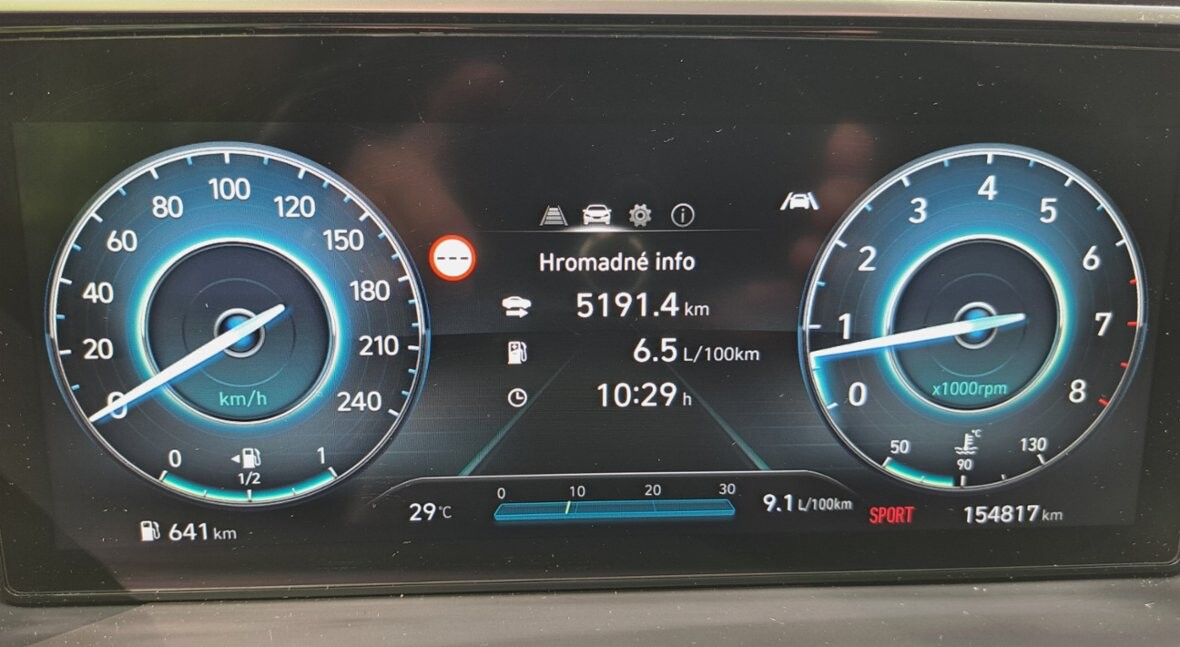 0
20
40
60
80
100
120
150
180
210
240
km/h
0
1/2
1
641 km
Hromadné info
5191.4 km
6.5 L/100km
10:29 h
0 10 20 30
29 °C
9.1 L/100km
0
1
2
3
4
5
6
7
8
x1000rpm
50
90
130
°C
SPORT
154817 km